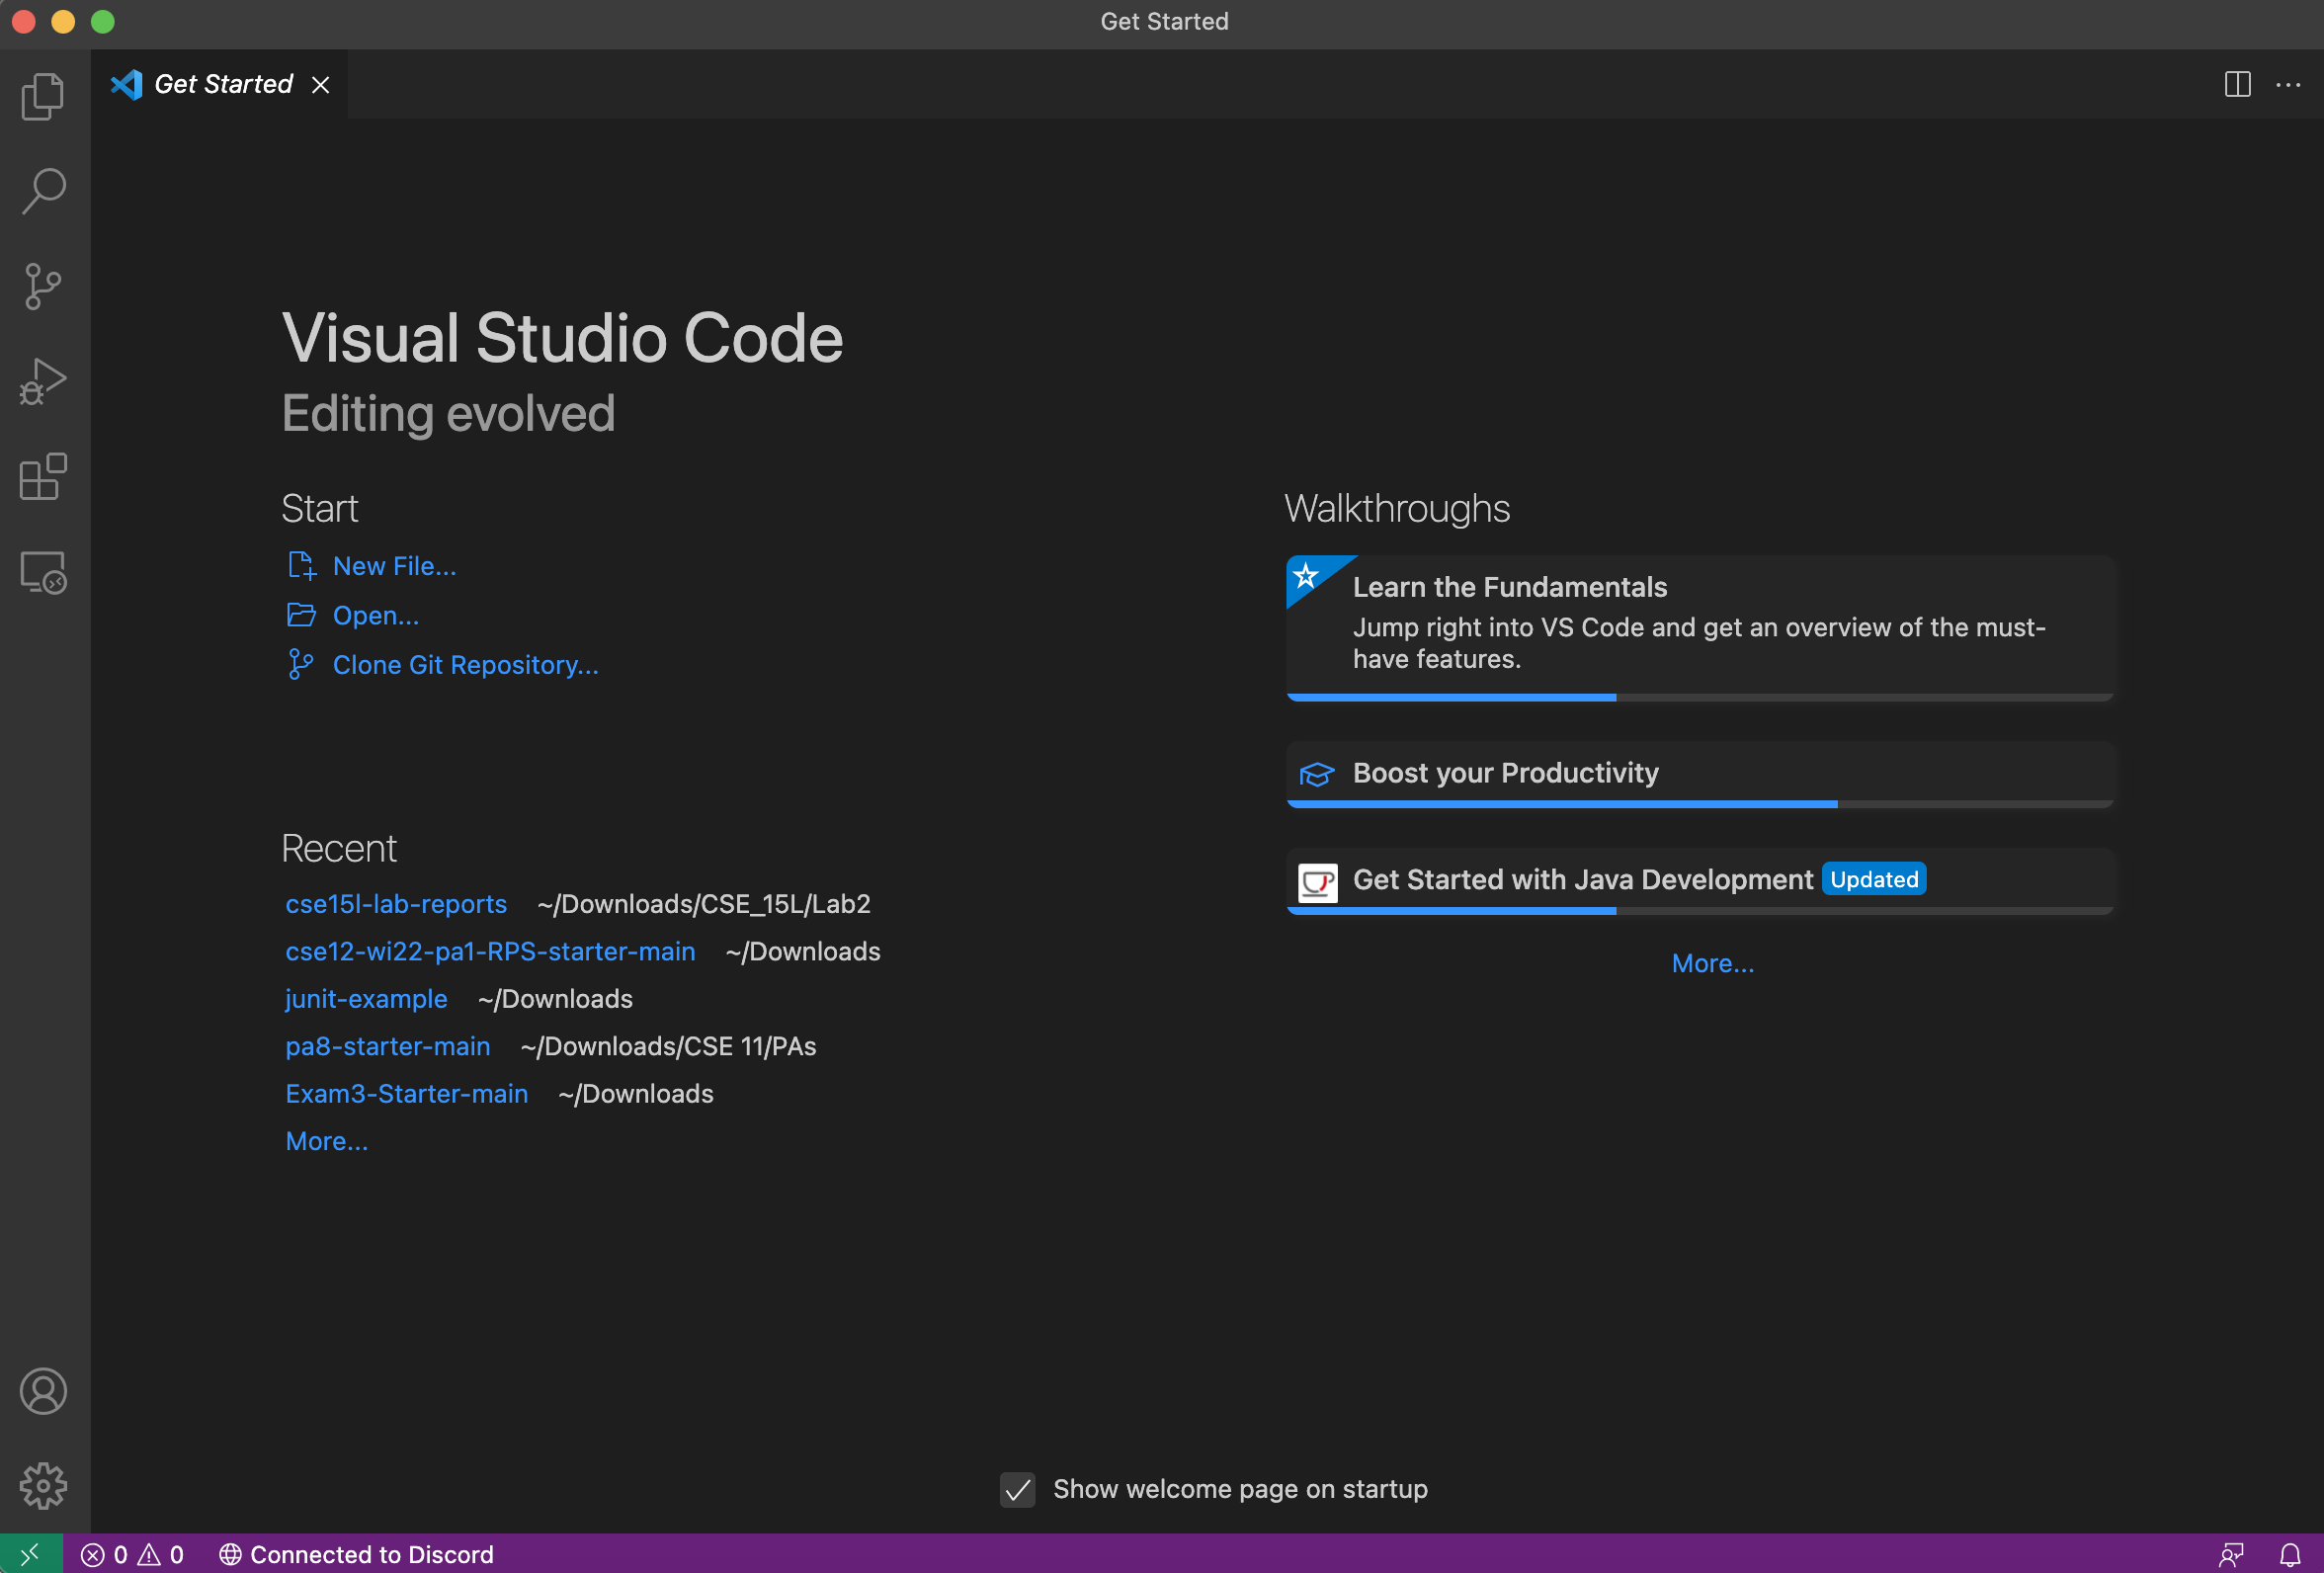 Get Started
Get Started
Visual Studio Code
Editing evolved
Start
New File...
Open...
Clone Git Repository...
Recent
cse15l-lab-reports ~/Downloads/CSE_15L/Lab2
cse12-wi22-pa1-RPS-starter-main ~/Downloads
junit-example ~/Downloads
pa8-starter-main ~/Downloads/CSE 11/PAs
Exam3-Starter-main ~/Downloads
More...
Walkthroughs
Learn the Fundamentals
Jump right into VS Code and get an overview of the must-
have features.
Boost your Productivity
Get Started with Java Development Updated
More...
Show welcome page on startup
0 0 Connected to Discord